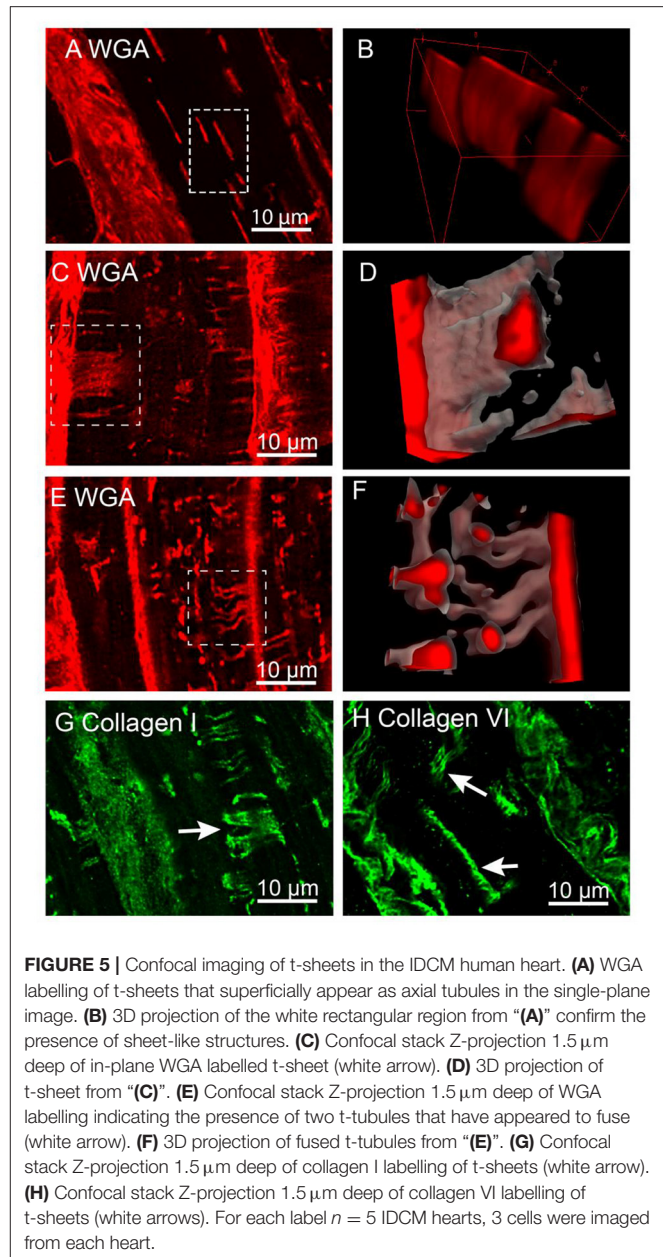 A WGA
10 µm
B
C WGA
10 µm
D
E WGA
10 µm
F
G Collagen I
10 µm
H Collagen VI
10 µm
FIGURE 5 | Confocal imaging of t-sheets in the IDCM human heart. (A) WGA
labelling of t-sheets that superficially appear as axial tubules in the single-plane
image. (B) 3D projection of the white rectangular region from “(A)” confirm the
presence of sheet-like structures. (C) Confocal stack Z-projection 1.5 µm
deep of in-plane WGA labelled t-sheet (white arrow). (D) 3D projection of
t-sheet from “(C)”. (E) Confocal stack Z-projection 1.5 µm deep of WGA
labelling indicating the presence of two t-tubules that have appeared to fuse
(white arrow). (F) 3D projection of fused t-tubules from “(E)”. (G) Confocal
stack Z-projection 1.5 µm deep of collagen I labelling of t-sheets (white arrow).
(H) Confocal stack Z-projection 1.5 µm deep of collagen VI labelling of
t-sheets (white arrows). For each label n = 5 IDCM hearts, 3 cells were imaged
from each heart.